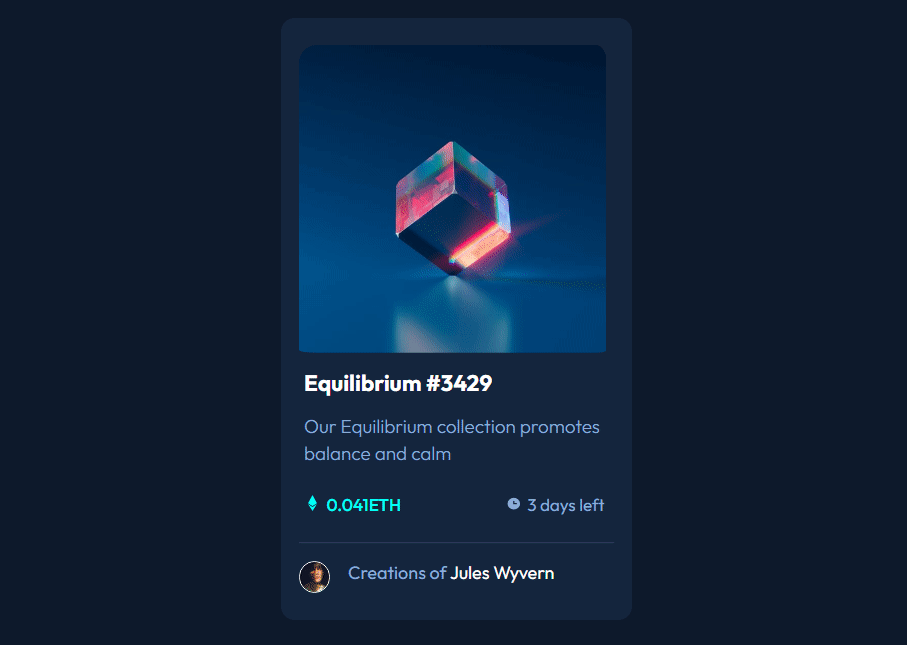 Equilibrium #3429
Our Equilibrium collection promotes
balance and calm
0.041ETH 3 days left
Creations of Jules Wyvern